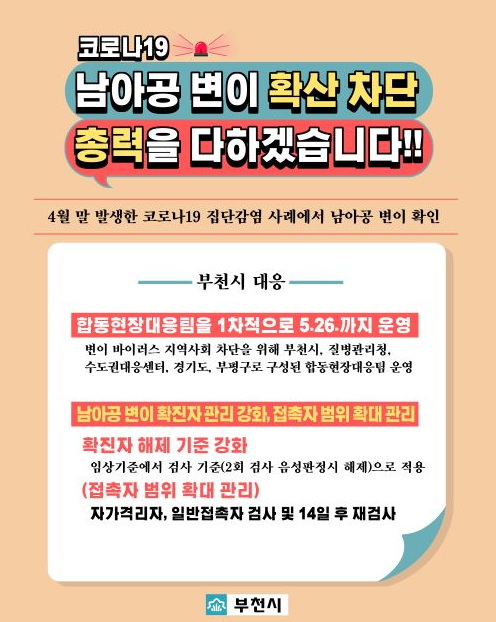 코로나19
남아공 변이 확산 차단
총력을 다하겠습니다!!
4월 말 발생한 코로나19 집단감염 사례에서 남아공 변이 확인
부천시 대응
합동현장대응팀을 1차적으로 5.26.까지 운영
변이 바이러스 지역사회 차단을 위해 부천시, 질병관리청,
수도권대응센터, 경기도, 부평구로 구성된 합동현장대응팀 운영
남아공 변이 확진자 관리 강화, 접촉자 범위 확대 관리
확진자 해제 기준 강화
임상기준에서 검사 기준(2회 검사 음성판정시 해제)으로 적용
(접촉자 범위 확대 관리)
자가격리자, 일반접촉자 검사 및 14일 후 재검사
부천시